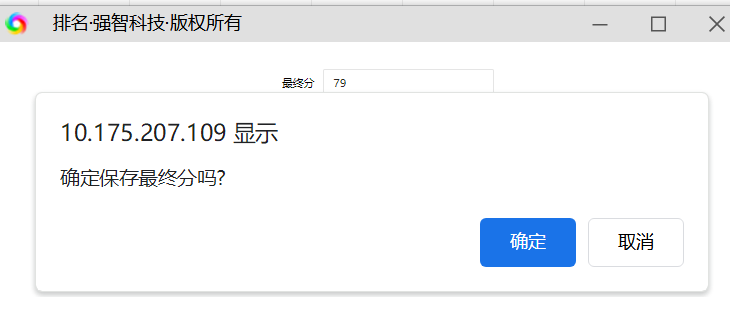 排名·强智科技·版权所有
最终分 79
10.175.207.109 显示
确定保存最终分吗?
确定 取消